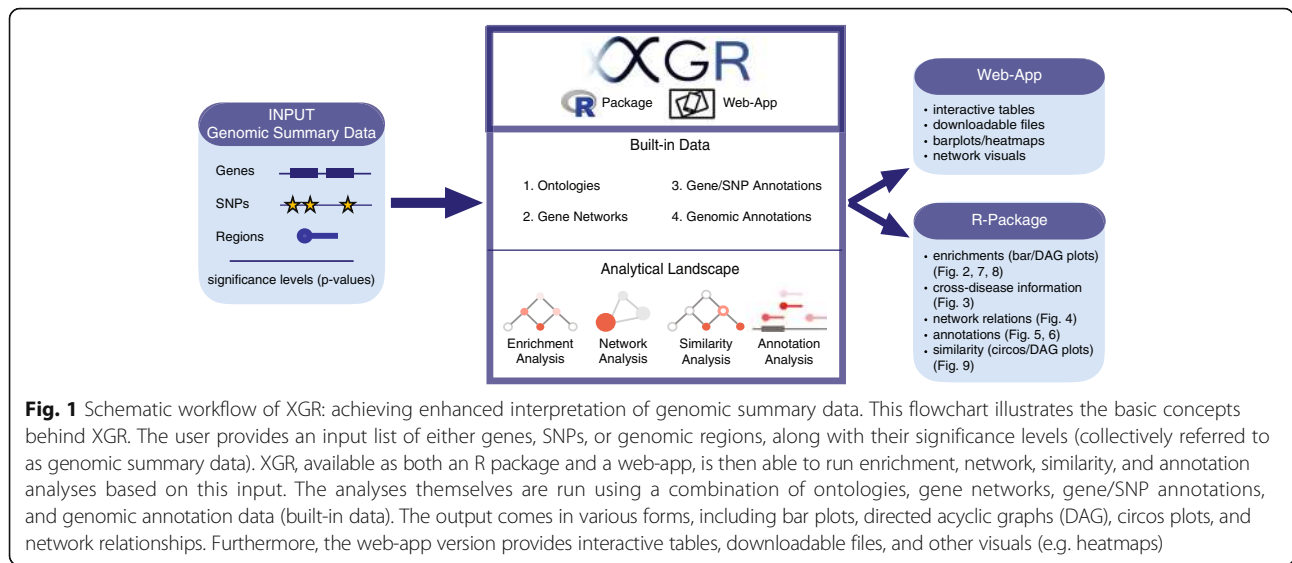 INPUT
Genomic Summary Data
Genes
SNPs
Regions
significance levels (p-values)
XGR
R Package
Web-App
Built-in Data
1. Ontologies
2. Gene Networks
3. Gene/SNP Annotations
4. Genomic Annotations
Analytical Landscape
Enrichment
Analysis
Network
Analysis
Similarity
Analysis
Annotation
Analysis
Web-App
• interactive tables
• downloadable files
• barplots/heatmaps
• network visuals
R-Package
• enrichments (bar/DAG plots)
(Fig. 2, 7, 8)
• cross-disease information
(Fig. 3)
• network relations (Fig. 4)
• annotations (Fig. 5, 6)
• similarity (circos/DAG plots)
(Fig. 9)
Fig. 1 Schematic workflow of XGR: achieving enhanced interpretation of genomic summary data. This flowchart illustrates the basic concepts
behind XGR. The user provides an input list of either genes, SNPs, or genomic regions, along with their significance levels (collectively referred to
as genomic summary data). XGR, available as both an R package and a web-app, is then able to run enrichment, network, similarity, and annotation
analyses based on this input. The analyses themselves are run using a combination of ontologies, gene networks, gene/SNP annotations,
and genomic annotation data (built-in data). The output comes in various forms, including bar plots, directed acyclic graphs (DAG), circos plots, and
network relationships. Furthermore, the web-app version provides interactive tables, downloadable files, and other visuals (e.g. heatmaps)